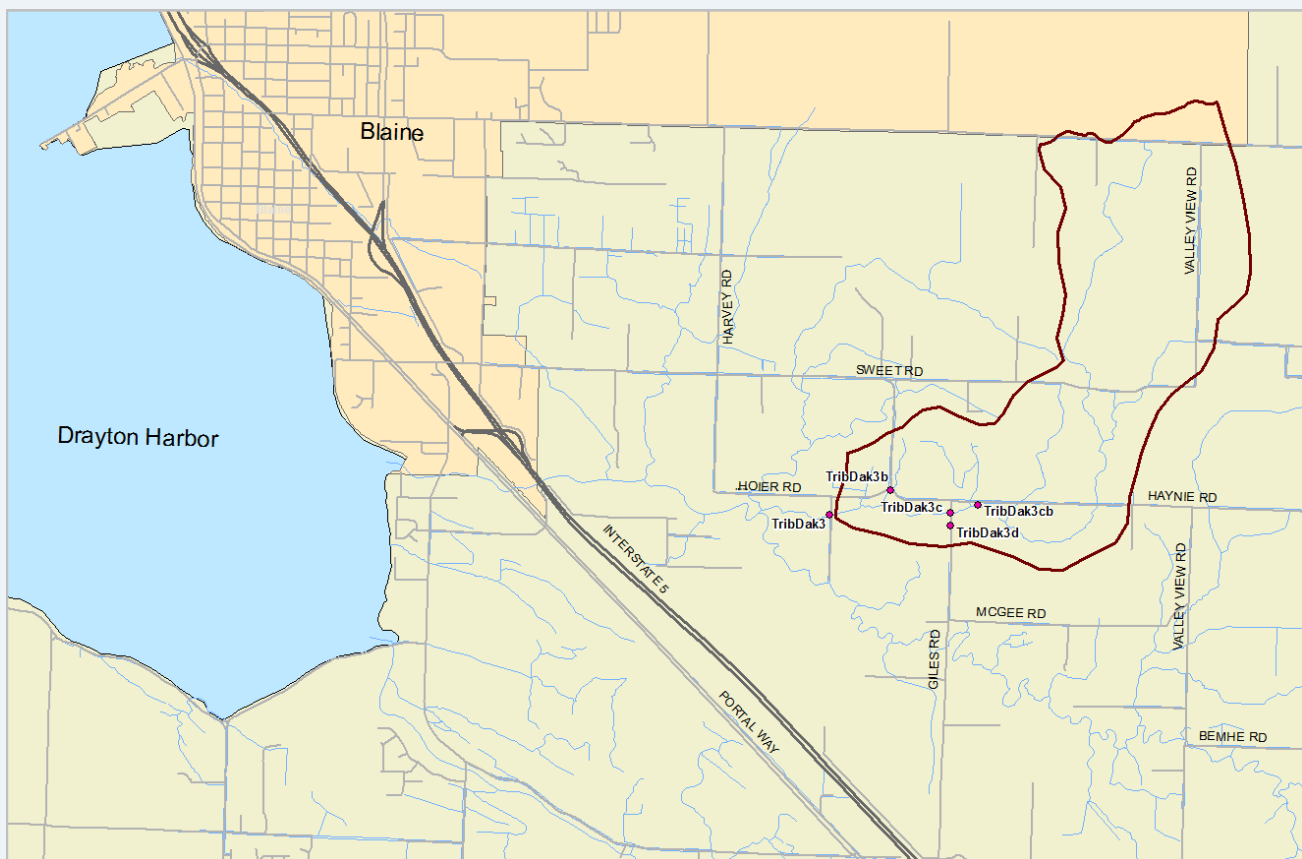 Blaine
VALLEY VIEW RD
HARVEY RD
SWEET RD
Drayton Harbor
TribDak3b
HOIER RD
HAYNIE RD
TribDak3c
TribDak3cb
TribDak3
TribDak3d
INTERSTATE 5
VALLEY VIEW RD
MCGEE RD
GILES RD
PORTAL WAY
BEMHE RD